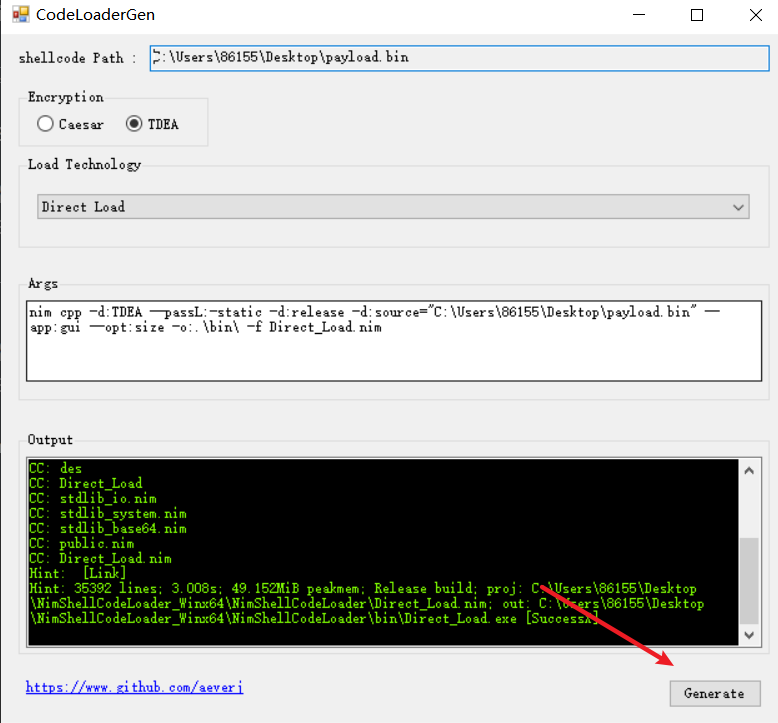 CodeLoaderGen
shellcode Path :
C:\Users\86155\Desktop\payload.bin
Encryption
Caesar
TDEA
Load Technology
Direct Load
Args
nim cpp -d:TDEA --passL:-static -d:release -d:source="C:\Users\86155\Desktop\payload.bin" --
app:gui --opt:size -o:.\bin\ -f Direct_Load.nim
Output
CC: des
CC: Direct_Load
CC: stdlib_io.nim
CC: stdlib_system.nim
CC: stdlib_base64.nim
CC: public.nim
CC: Direct_Load.nim
Hint:  [Link]
Hint: 35392 lines; 3.008s; 49.152MiB peakmem; Release build; proj: C:\Users\86155\Desktop
\NimShellCodeLoader_Winx64\NimShellCodeLoader\Direct_Load.nim; out: C:\Users\86155\Desktop
\NimShellCodeLoader_Winx64\NimShellCodeLoader\bin\Direct_Load.exe [SuccessX]
https://www.github.com/aeverj
Generate